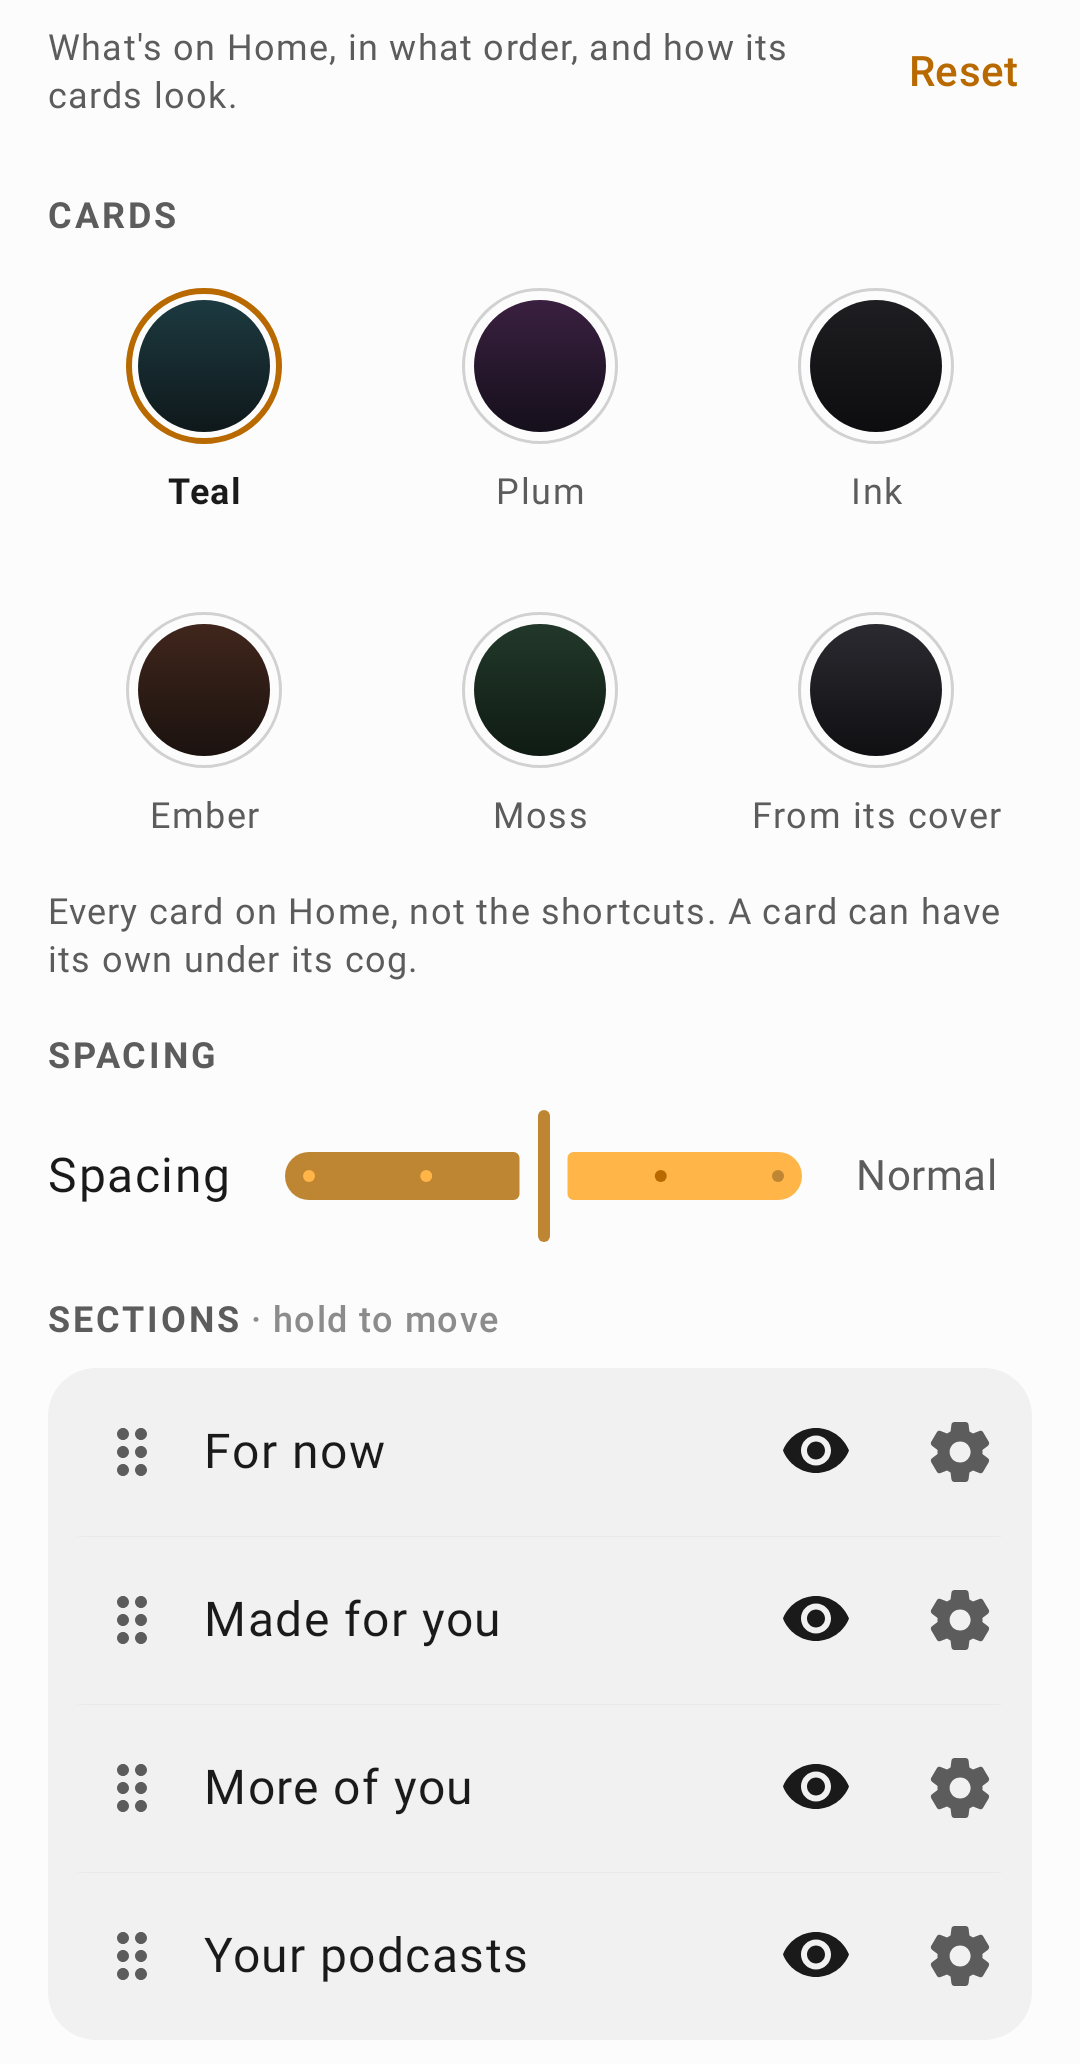 What's on Home, in what order, and how its
cards look.
Reset
CARDS
Teal
Plum
Ink
Ember
Moss
From its cover
Every card on Home, not the shortcuts. A card can have
its own under its cog.
SPACING
Spacing
Normal
SECTIONS · hold to move
For now
Made for you
More of you
Your podcasts